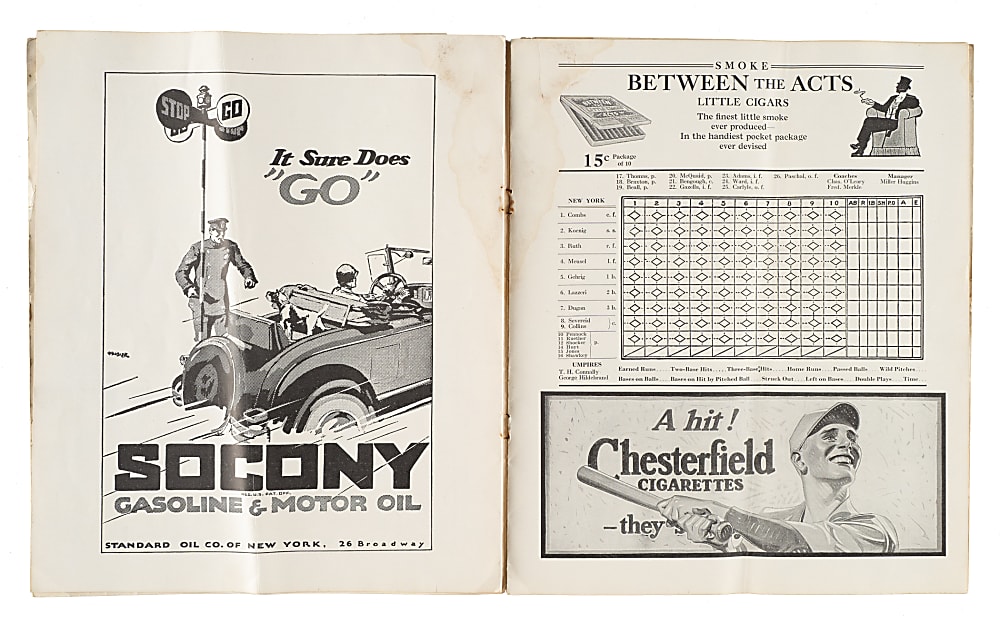 STOP
GO
It Sure Does
"GO"
SOCONY
REG. U.S. PAT. OFF.
GASOLINE & MOTOR OIL
STANDARD OIL CO. OF NEW YORK, 26 Broadway
SMOKE
BETWEEN THE ACTS
LITTLE CIGARS
The finest little smoke
ever produced—
In the handiest pocket package
ever devised
15c Package
of 10
17. Thomas, p. 20. McQuaid, p. 23. Adams, i. f. 26. Paschal, o. f. Coaches Manager
18. Braxton, p. 21. Bengough, c. 24. Ward, i. f. Chas. O'Leary Miller Huggins
19. Beall, p. 22. Gazella, i. f. 25. Carlyle, o. f. Fred. Merkle
NEW YORK 1 2 3 4 5 6 7 8 9 10 AB R 1B SH PO A E
1. Combs c. f.
2. Koenig s. s.
3. Ruth r. f.
4. Meusel l. f.
5. Gehrig 1 b.
6. Lazzeri 2 b.
7. Dugan 3 b.
8. Severeid
9. Collins } c.
10 Pennock
11 Ruether
12 Shocker p.
14 Hoyt
15 Jones
16 Shawkey
UMPIRES
T. H. Connolly
George Hildebrand
Earned Runs.... Two-Base Hits.... Three-Base Hits.... Home Runs.... Passed Balls Wild Pitches....
Bases on Balls.... Bases on Hit by Pitched Ball Struck Out.... Left on Bases.... Double Plays.... Time....
A hit!
Chesterfield
CIGARETTES
—they's